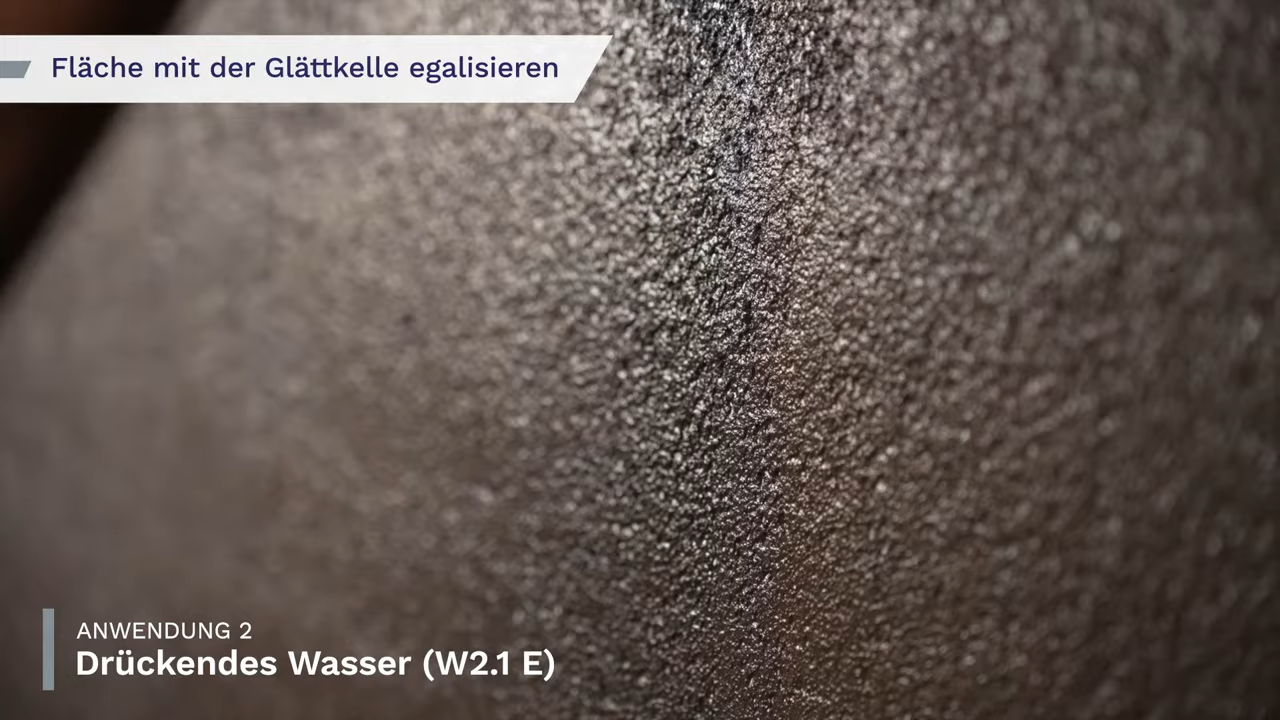 Fläche mit der Glättkelle egalisieren
ANWENDUNG 2
Drückendes Wasser (W2.1 E)